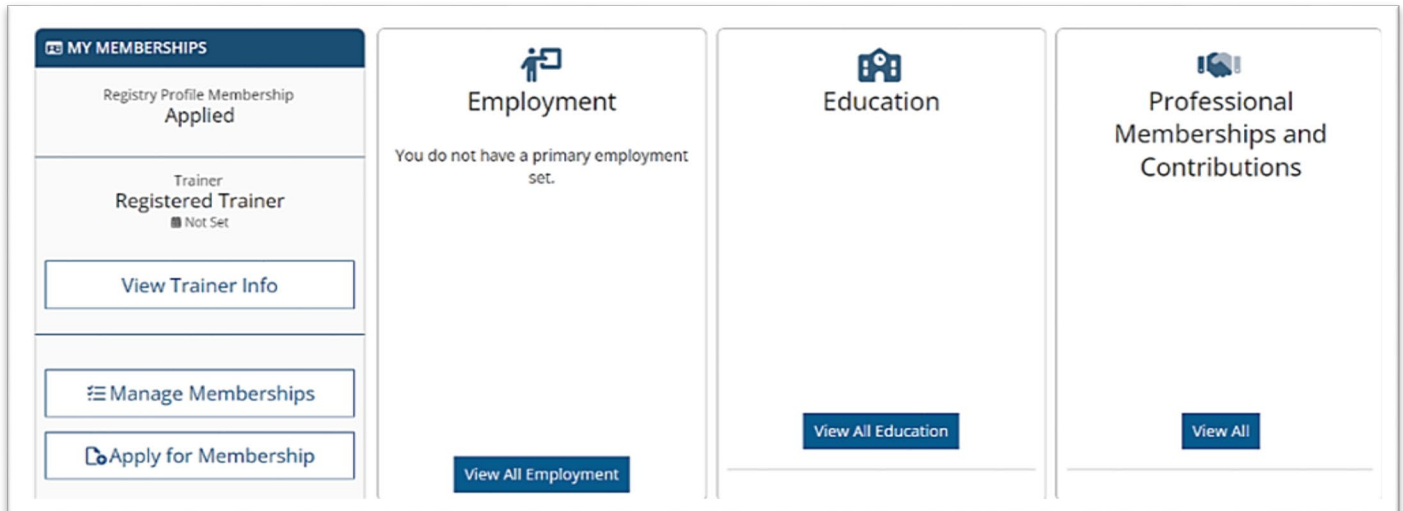 MY MEMBERSHIPS
Registry Profile Membership
Applied
Trainer
Registered Trainer
Not Set
View Trainer Info
Manage Memberships
Apply for Membership
Employment
You do not have a primary employment
set.
View All Employment
Education
View All Education
Professional
Memberships and
Contributions
View All